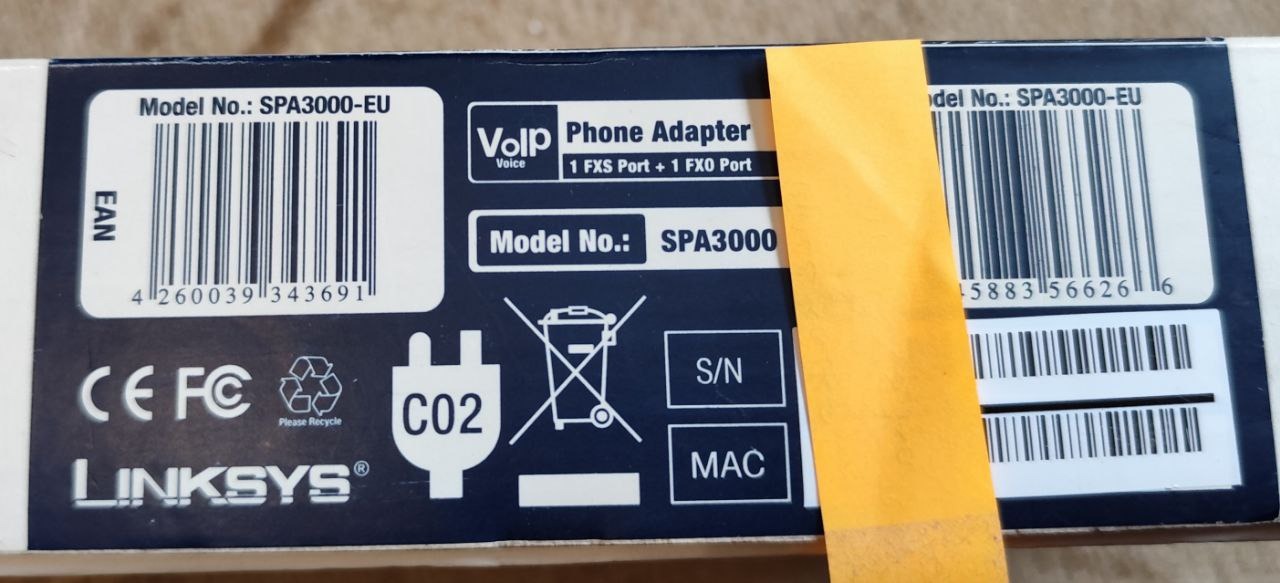 Model No.: SPA3000-EU
EAN
4 260039 343691
VoIP
Voice
Phone Adapter
1 FXS Port + 1 FXO Port
Model No.: SPA3000
No.: SPA3000-EU
5883 56626 6
CE FC
Please Recycle
C02
S/N
MAC
LINKSYS®